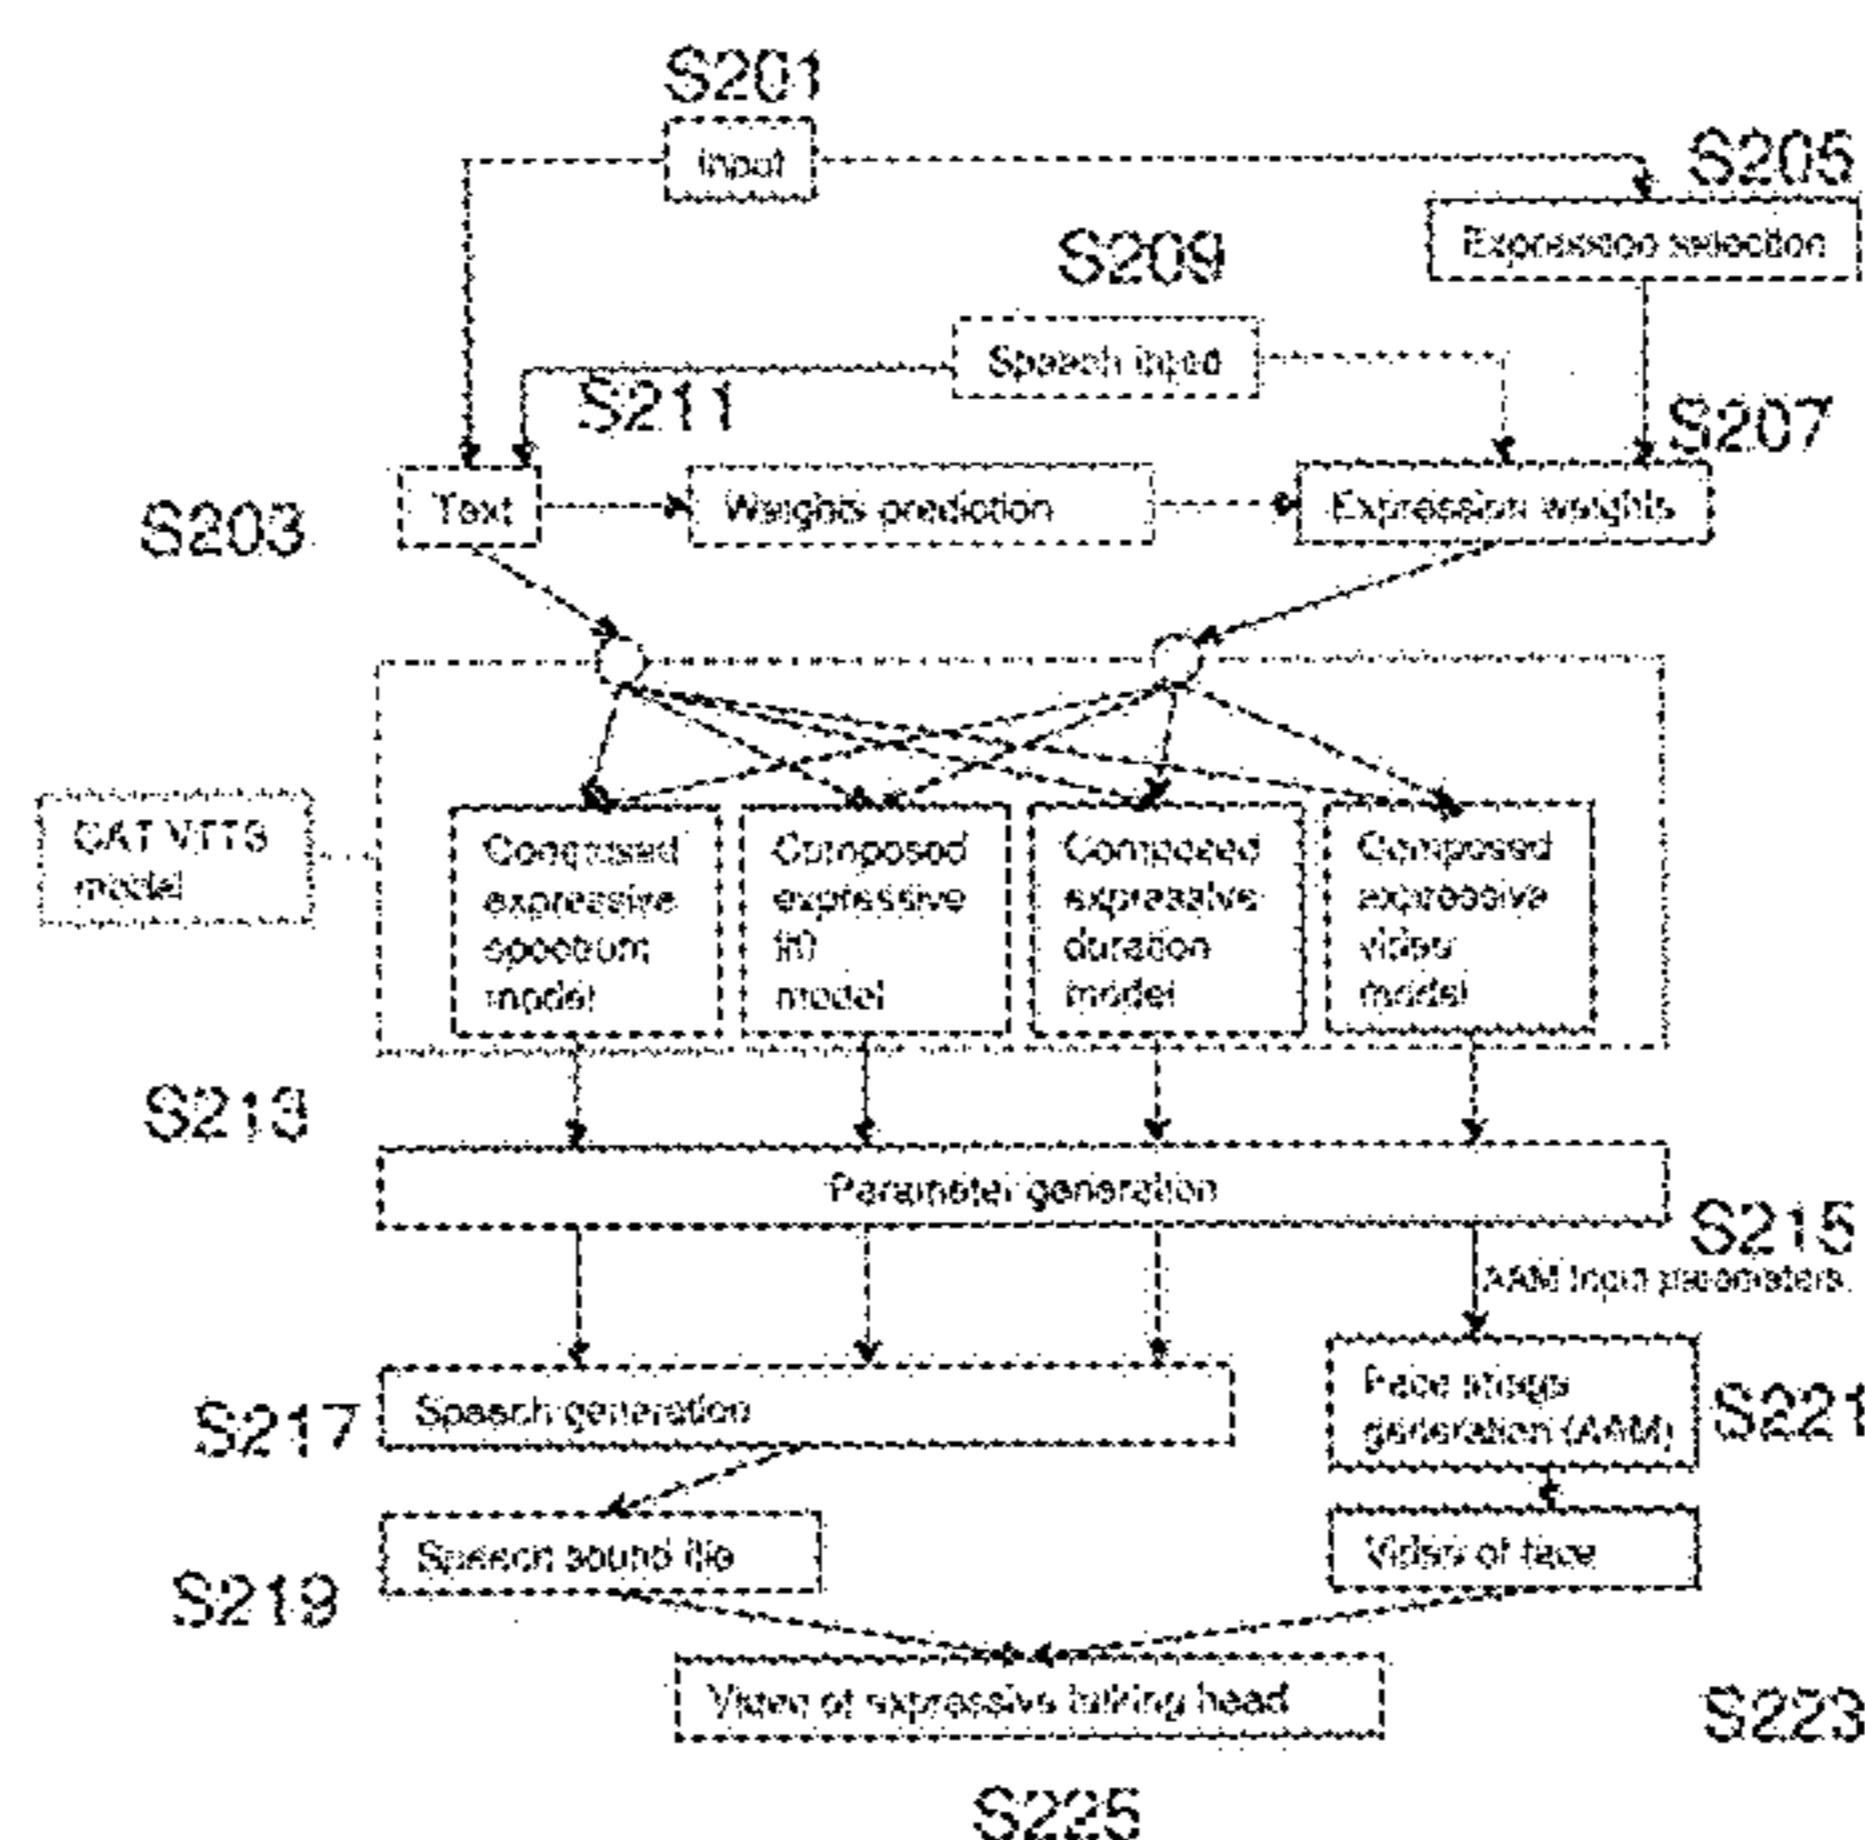 S201
Input
S205
Expression selection
S209
Speech input
S211
S207
S203
Text
Weights prediction
Expression weights
CAT VTTS
model
Composed
expressive
spectrum
model
Composed
expressive
f0
model
Composed
expressive
duration
model
Composed
expressive
video
model
S213
Parameter generation
S215
AAM input parameters
S217
Speech generation
Face image
generation (AAM)
S221
Speech sound file
Video of face
S219
Video of expressive talking head
S223
S225